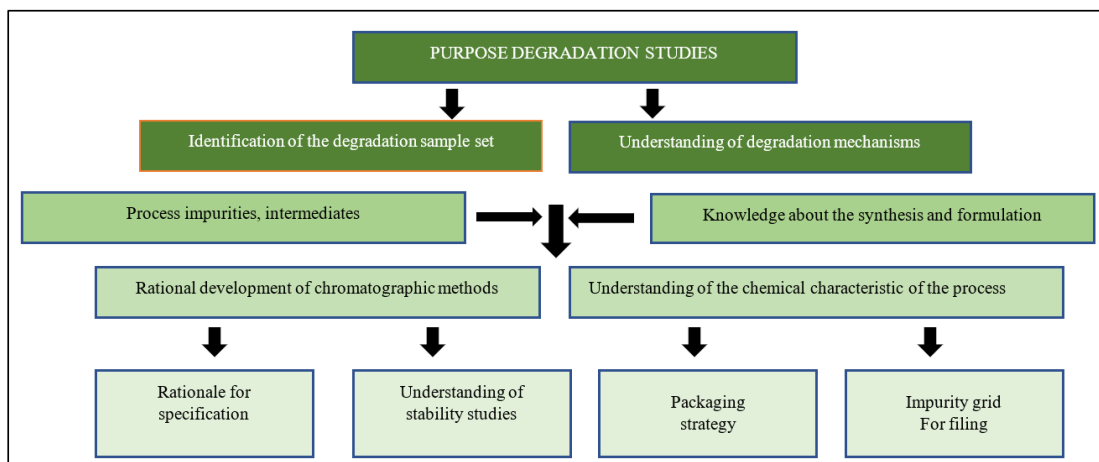 PURPOSE DEGRADATION STUDIES
Identification of the degradation sample set
Understanding of degradation mechanisms
Process impurities, intermediates
Knowledge about the synthesis and formulation
Rational development of chromatographic methods
Understanding of the chemical characteristic of the process
Rationale for
specification
Understanding of
stability studies
Packaging
strategy
Impurity grid
For filing